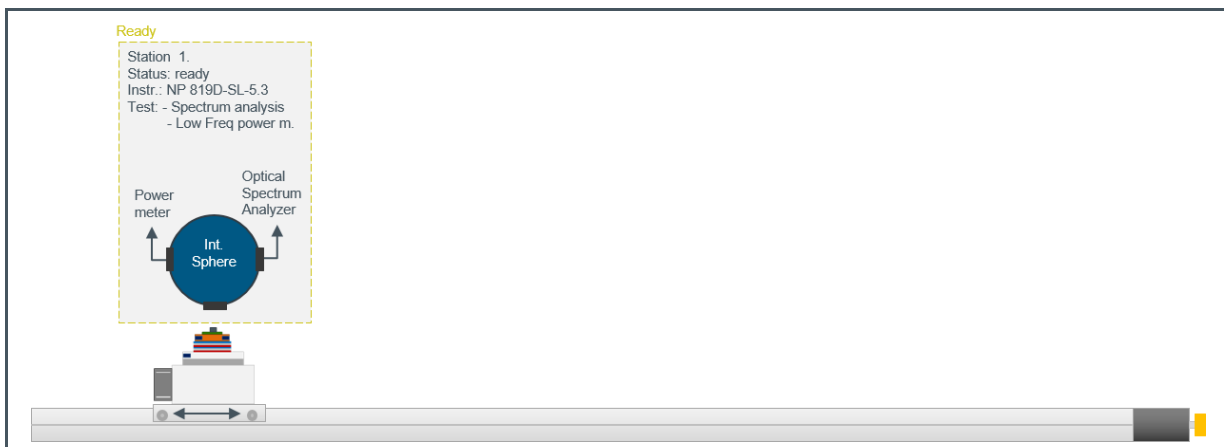 Ready
Station 1.
Status: ready
Instr.: NP 819D-SL-5.3
Test: - Spectrum analysis
- Low Freq power m.
Power
meter
Optical
Spectrum
Analyzer
Int.
Sphere